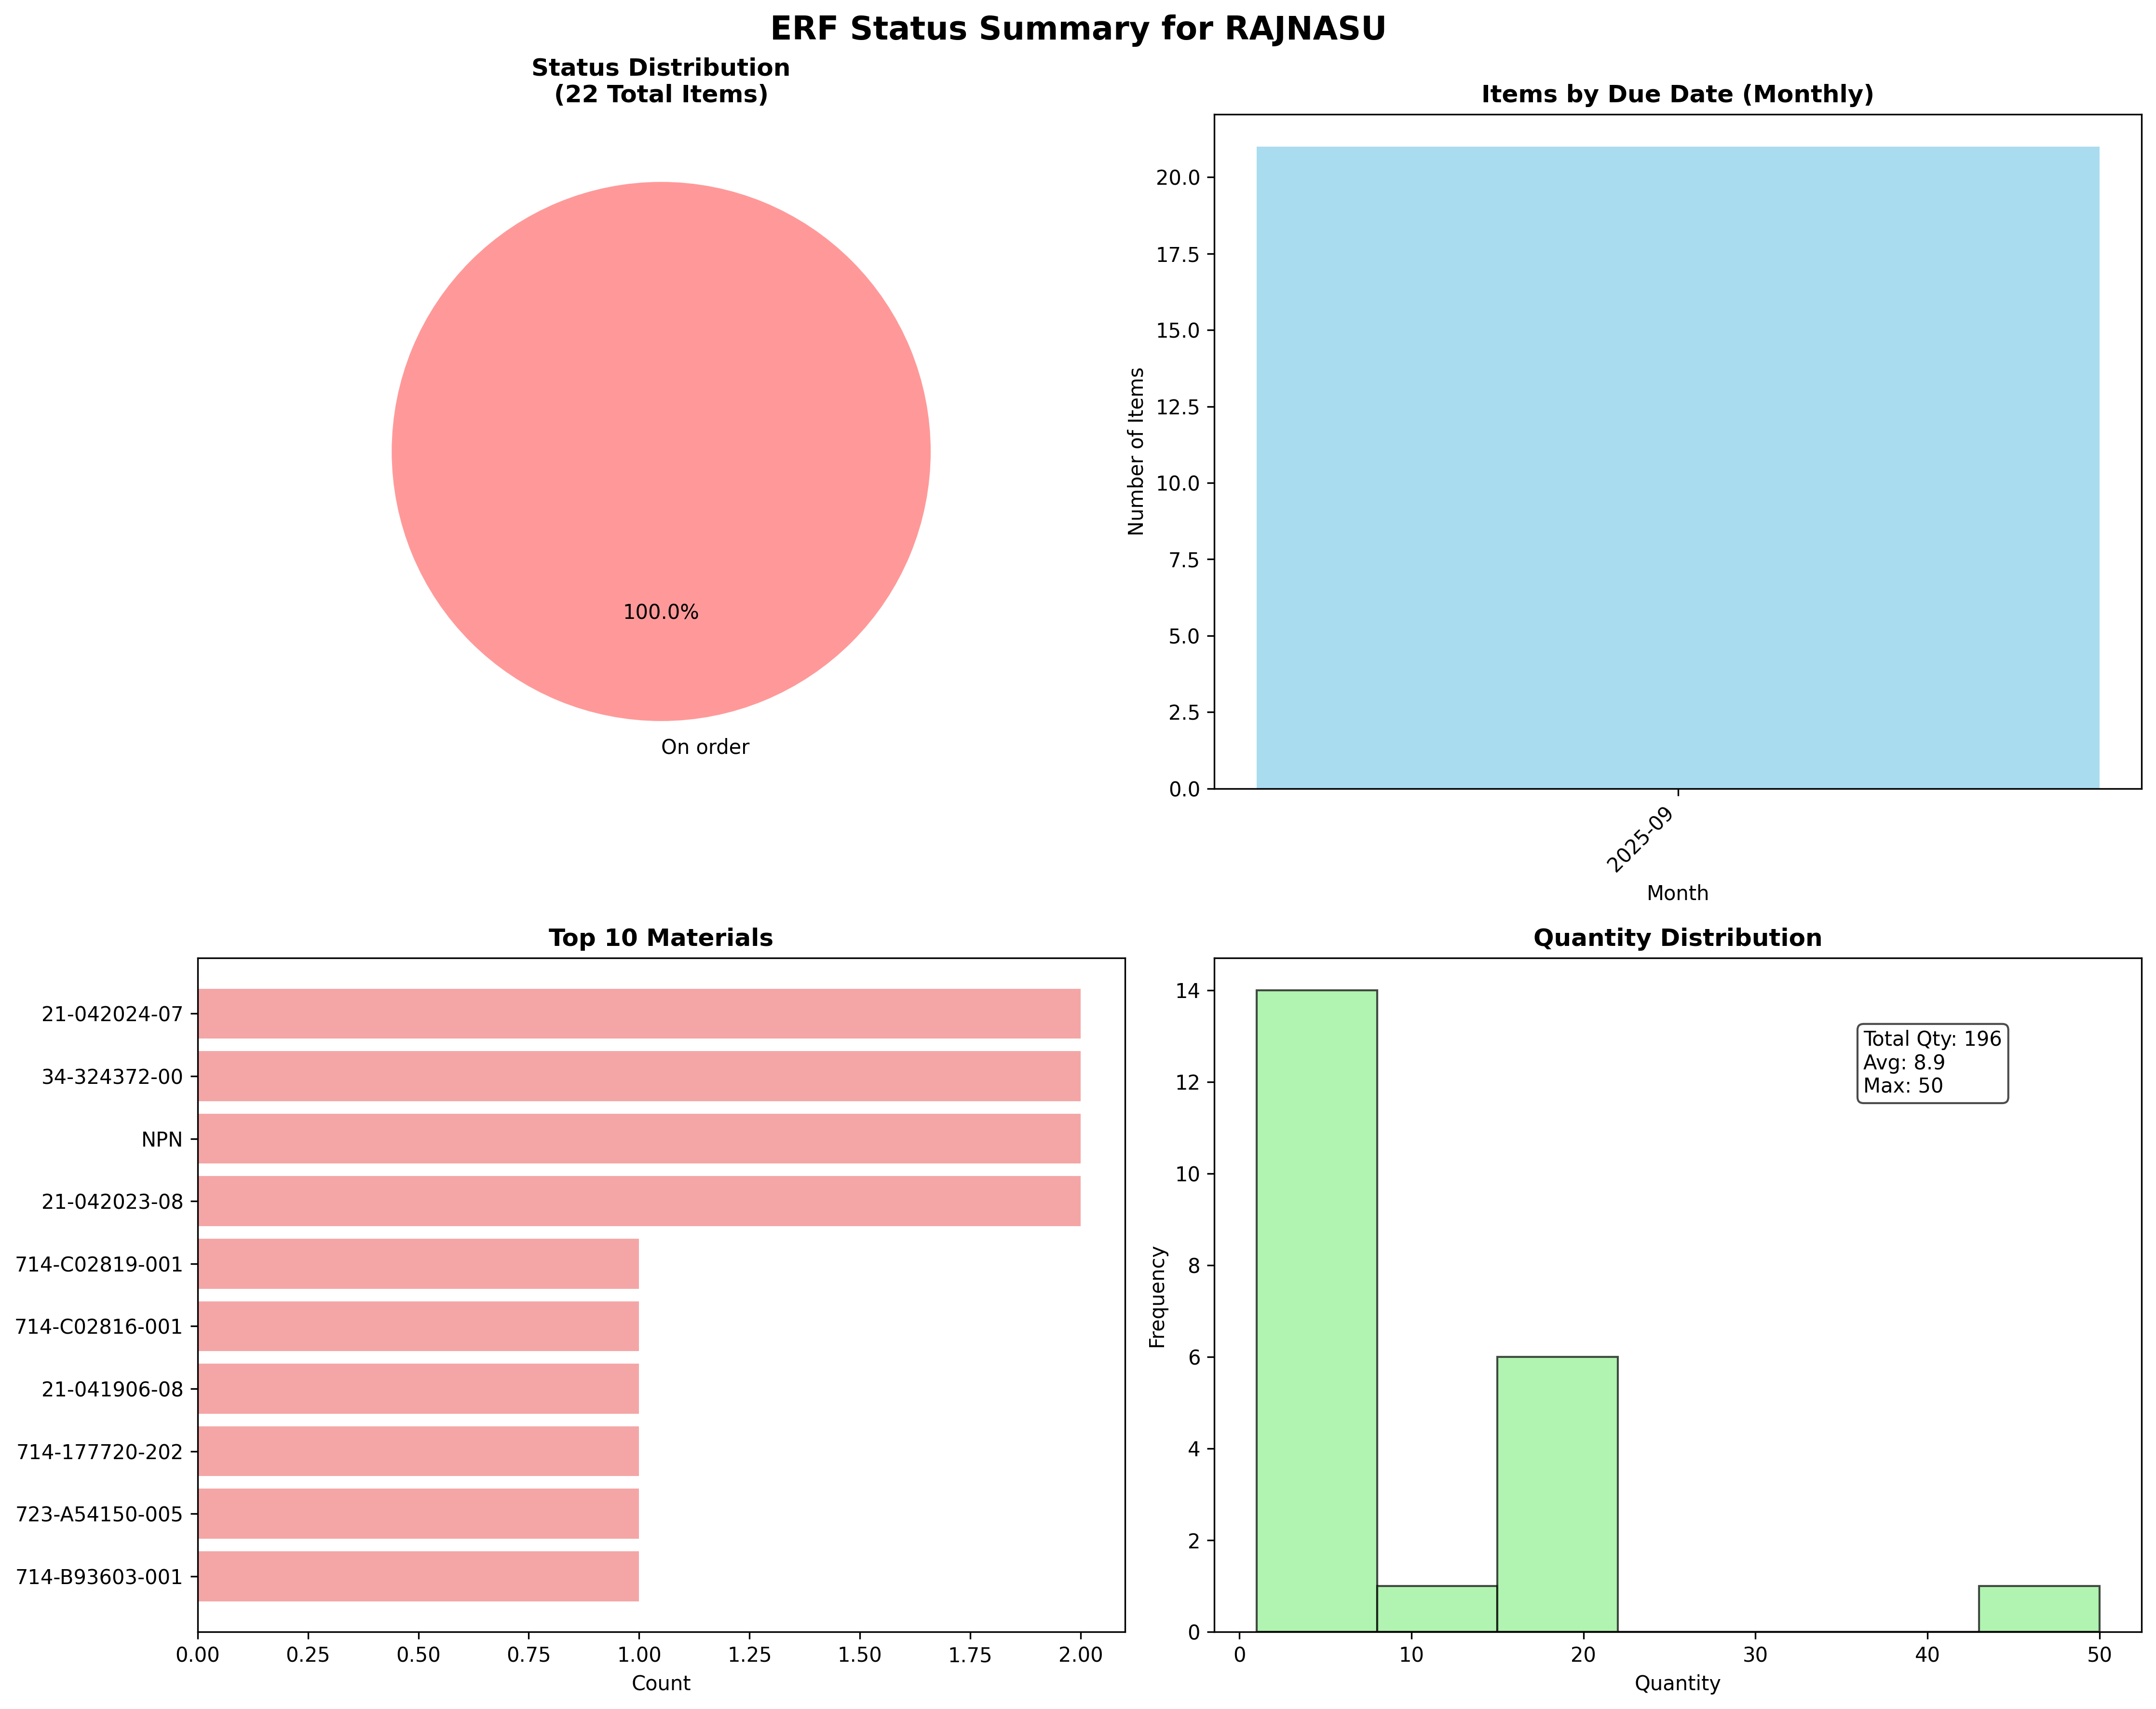 ERF Status Summary for RAJNASU
Status Distribution
(22 Total Items)
100.0%
On order
Items by Due Date (Monthly)
Number of Items
20.0
17.5
15.0
12.5
10.0
7.5
5.0
2.5
0.0
2025-09
Month
Top 10 Materials
21-042024-07
34-324372-00
NPN
21-042023-08
714-C02819-001
714-C02816-001
21-041906-08
714-177720-202
723-A54150-005
714-B93603-001
0.00 0.25 0.50 0.75 1.00 1.25 1.50 1.75 2.00
Count
Quantity Distribution
Frequency
14
12
10
8
6
4
2
0
Total Qty: 196
Avg: 8.9
Max: 50
0 10 20 30 40 50
Quantity